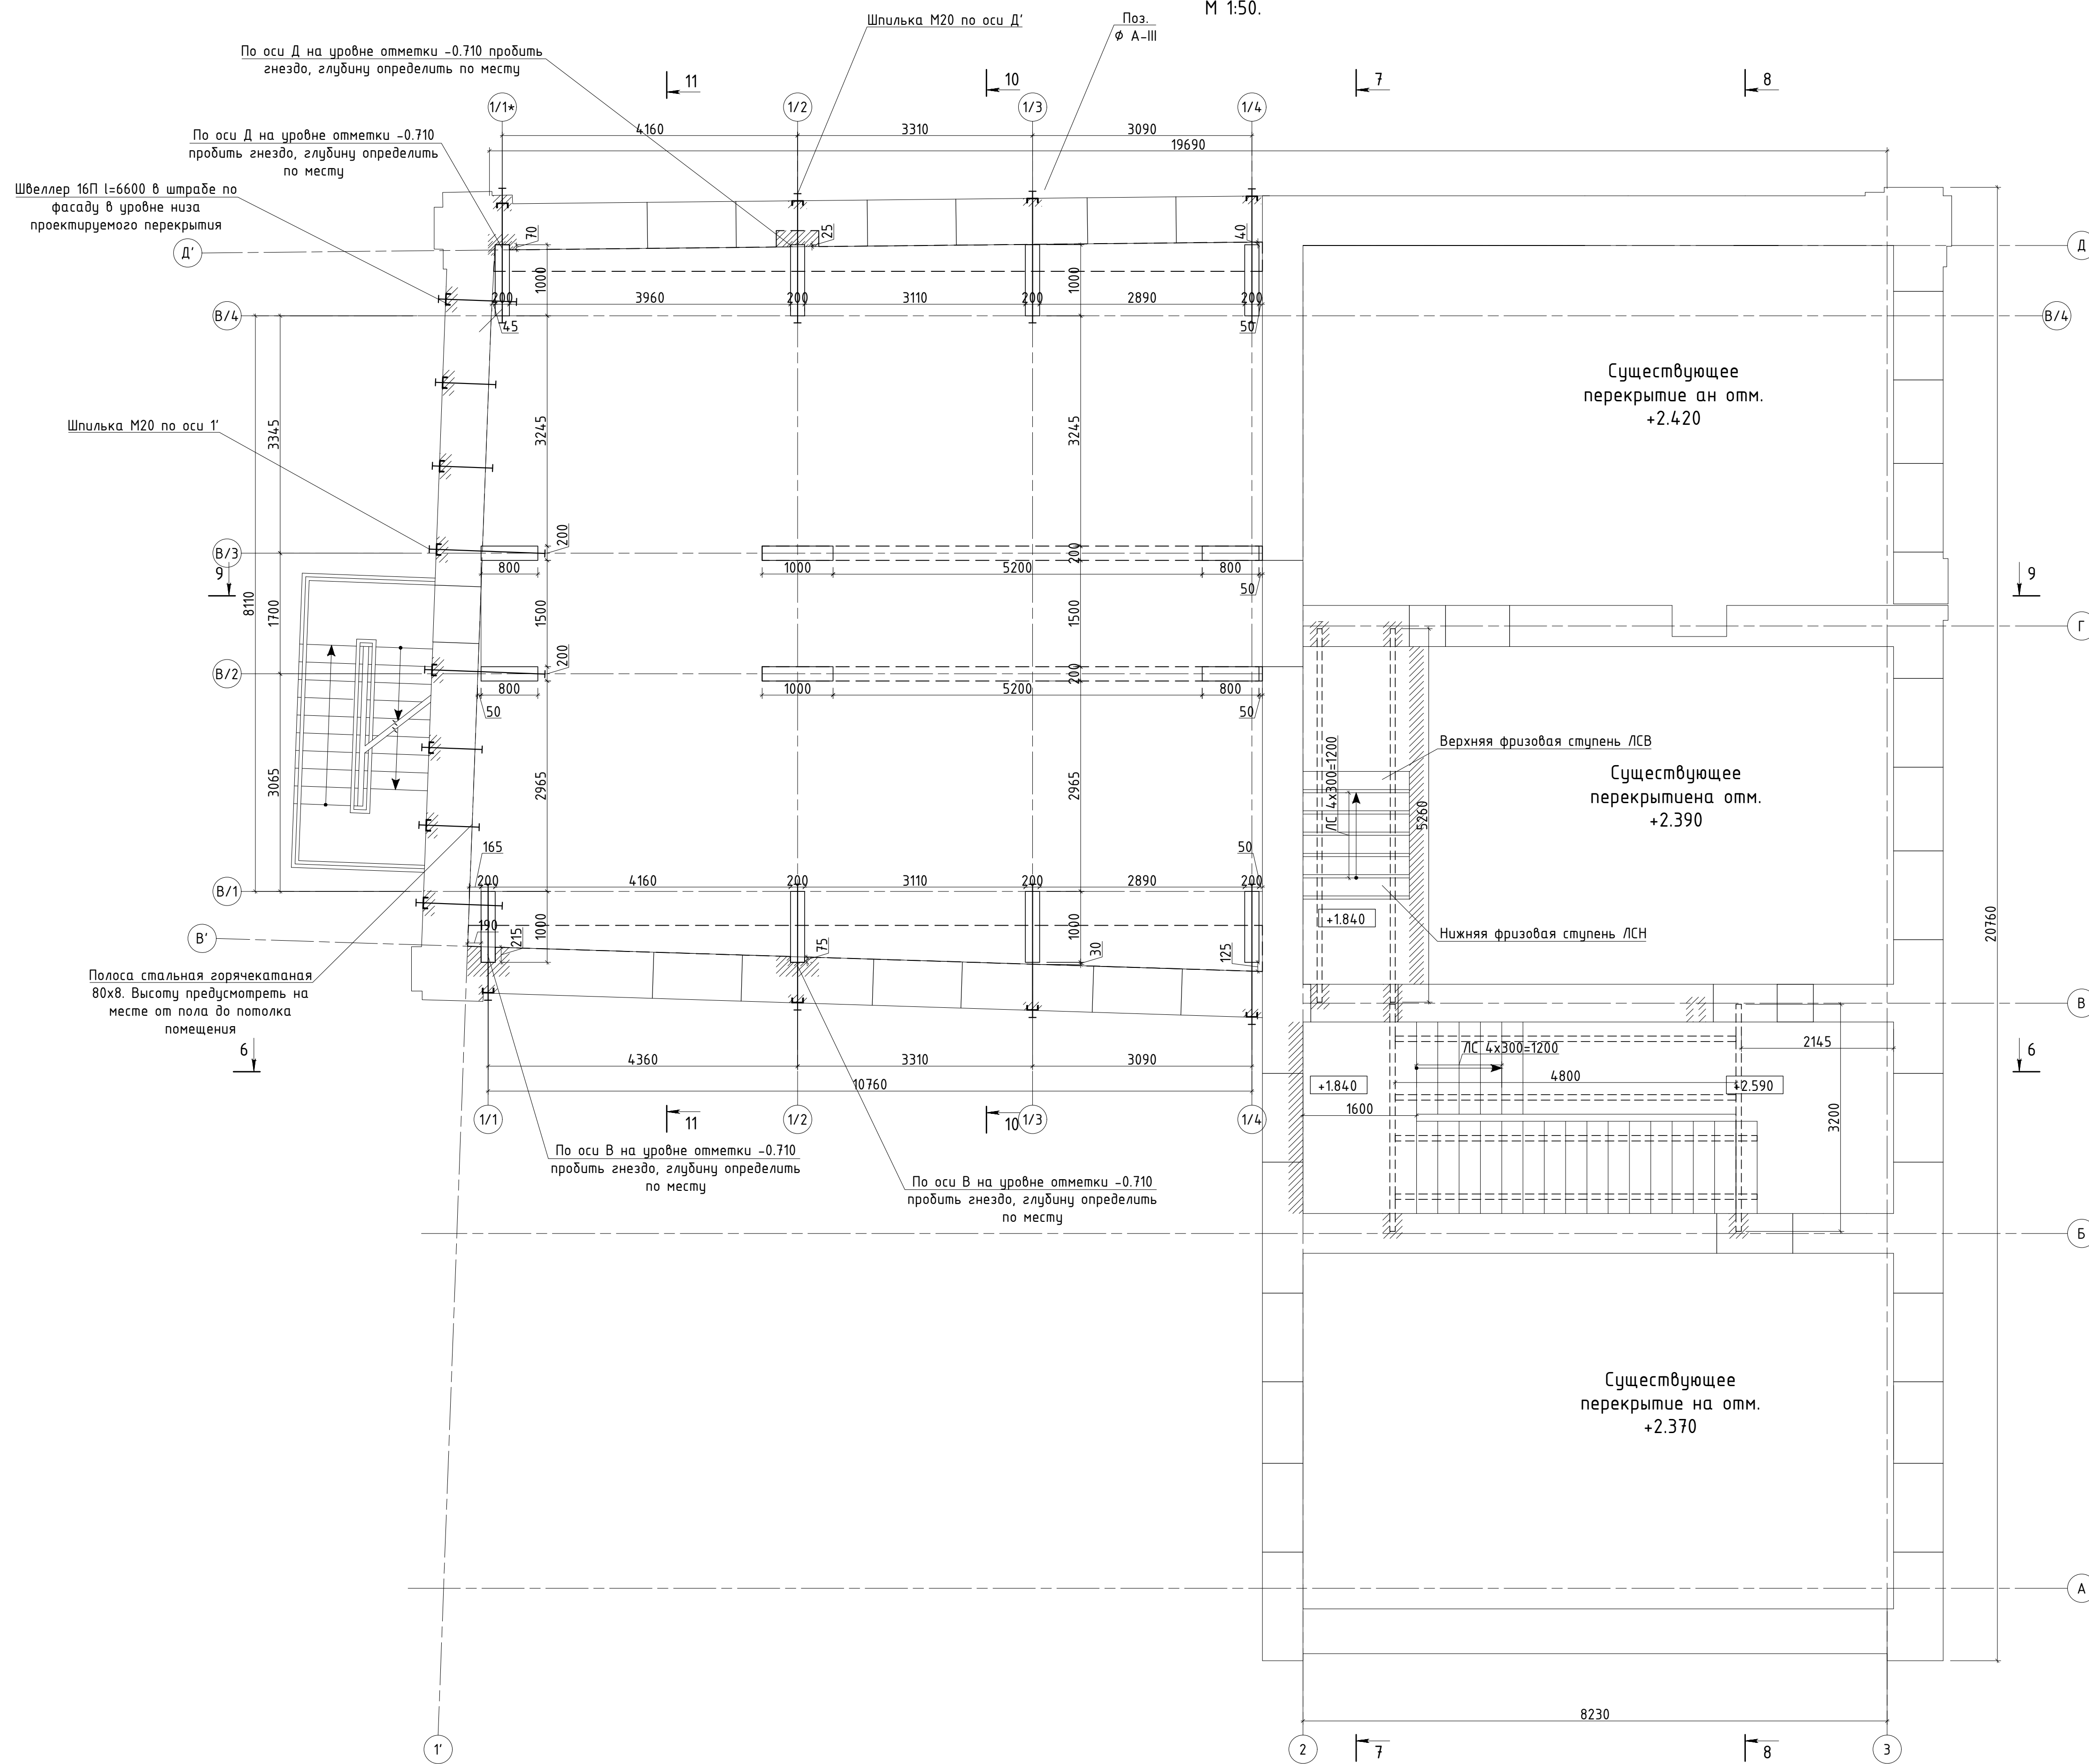 М 1:50.
Шпилька М20 по оси Д'
Поз.
Ø А-III
По оси Д на уровне отметки -0.710 пробить
гнездо, глубину определить по месту
11
10
7
8
1/1*
1/2
1/3
1/4
4160
3310
3090
19690
По оси Д на уровне отметки -0.710
пробить гнездо, глубину определить
по месту
Швеллер 16П l=6600 в штрабе по
фасаду в уровне низа
проектируемого перекрытия
Д'
70
25
40
Д
1000
1000
200
3960
200
3110
200
2890
200
В/4
45
50
В/4
Существующее
перекрытие ан отм.
+2.420
Шпилька М20 по оси 1'
3345
3245
3245
В/3
200
200
9
800
1000
5200
800
50
9
8110
1700
1500
1500
Г
В/2
200
200
800
1000
5200
800
50
50
Верхняя фризовая ступень ЛСВ
ЛС 4х300=1200
5260
Существующее
перекрытиена отм.
+2.390
3065
2965
2965
165
50
В/1
200
4160
200
3110
200
2890
200
+1.840
Нижняя фризовая ступень ЛСН
20760
В'
190
215
1000
75
1000
30
125
Полоса стальная горячекатаная
80х8. Высоту предусмотреть на
месте от пола до потолка
помещения
В
6
4360
3310
3090
10760
ЛС 4х300=1200
2145
6
+1.840
4800
+2.590
1600
3200
1/1
11
1/2
10
1/3
1/4
По оси В на уровне отметки -0.710
пробить гнездо, глубину определить
по месту
По оси В на уровне отметки -0.710
пробить гнездо, глубину определить
по месту
Б
Существующее
перекрытие на отм.
+2.370
А
8230
1'
2
7
8
3